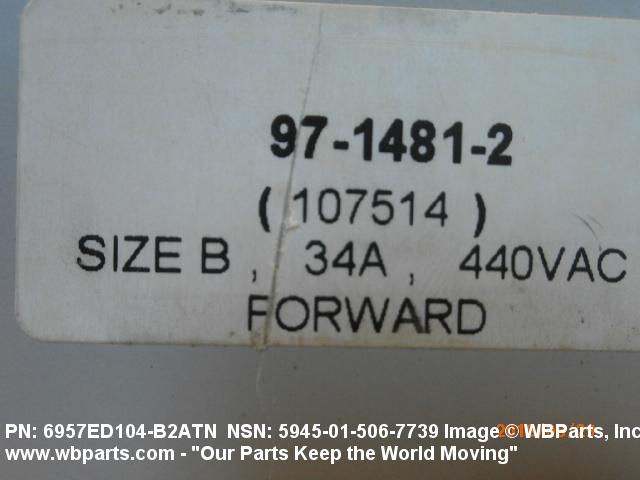 97-1481-2
( 107514 )
SIZE B , 34A , 440VAC
FORWARD
PN: 6957ED104-B2ATN NSN: 5945-01-506-7739 Image © WBParts, Inc
www.wbparts.com - "Our Parts Keep the World Moving"